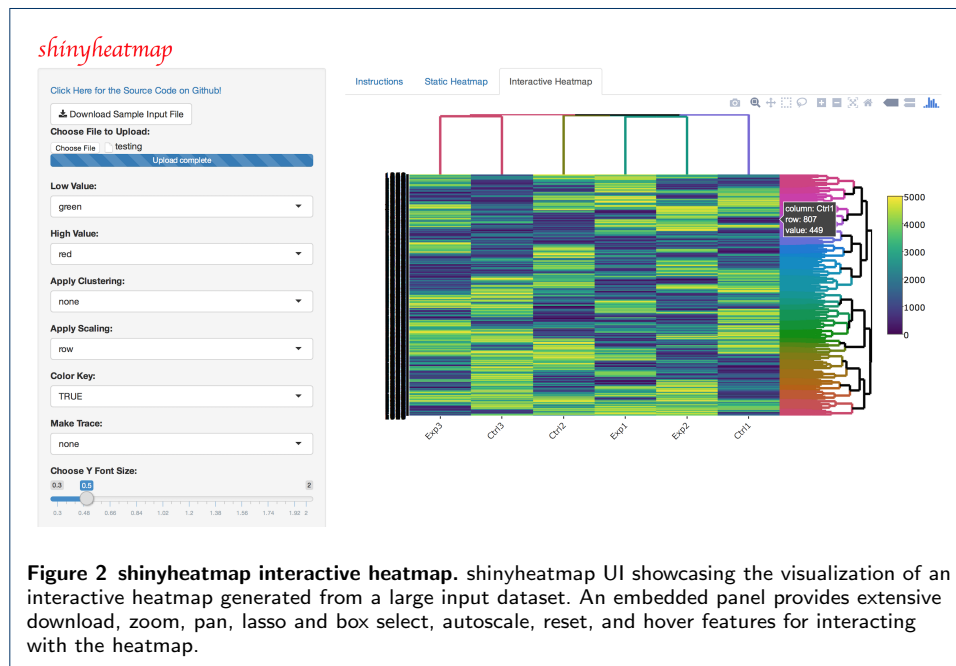 shinyheatmap
Click Here for the Source Code on Github!
Download Sample Input File
Choose File to Upload:
Choose File testing
Upload complete
Low Value:
green
High Value:
red
Apply Clustering:
none
Apply Scaling:
row
Color Key:
TRUE
Make Trace:
none
Choose Y Font Size:
0.3 0.5 2
0.3 0.48 0.66 0.84 1.02 1.2 1.38 1.56 1.74 1.92 2
Instructions Static Heatmap Interactive Heatmap
column: Ctrl1
row: 807
value: 449
5000
4000
3000
2000
1000
0
Exp3 Ctrl3 Ctrl2 Exp1 Exp2 Ctrl1
Figure 2 shinyheatmap interactive heatmap. shinyheatmap UI showcasing the visualization of an
interactive heatmap generated from a large input dataset. An embedded panel provides extensive
download, zoom, pan, lasso and box select, autoscale, reset, and hover features for interacting
with the heatmap.